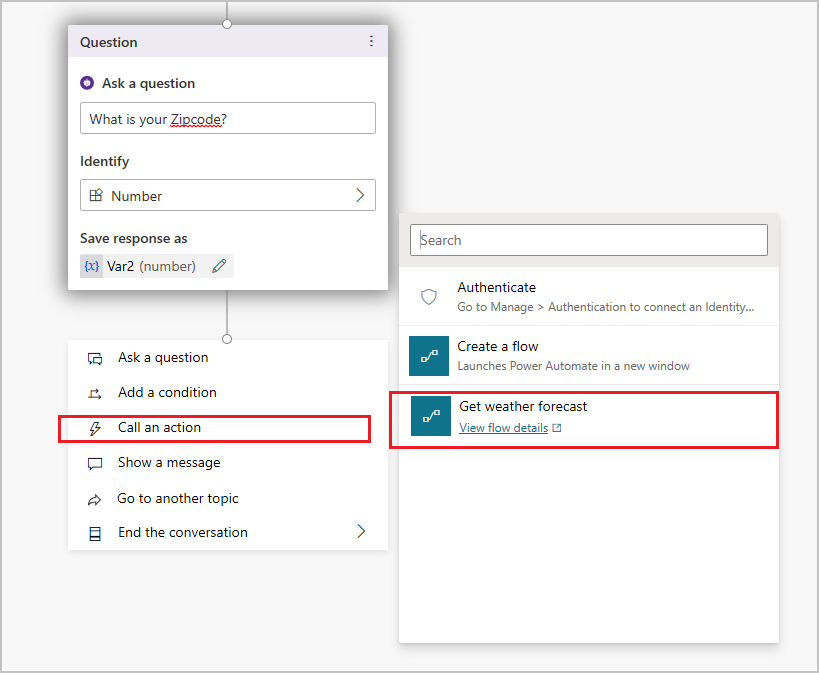 Question
Ask a question
What is your Zipcode?
Identify
Number
Save response as
{x} Var2 (number)
Ask a question
Add a condition
Call an action
Show a message
Go to another topic
End the conversation
Search
Authenticate
Go to Manage > Authentication to connect an Identity...
Create a flow
Launches Power Automate in a new window
Get weather forecast
View flow details